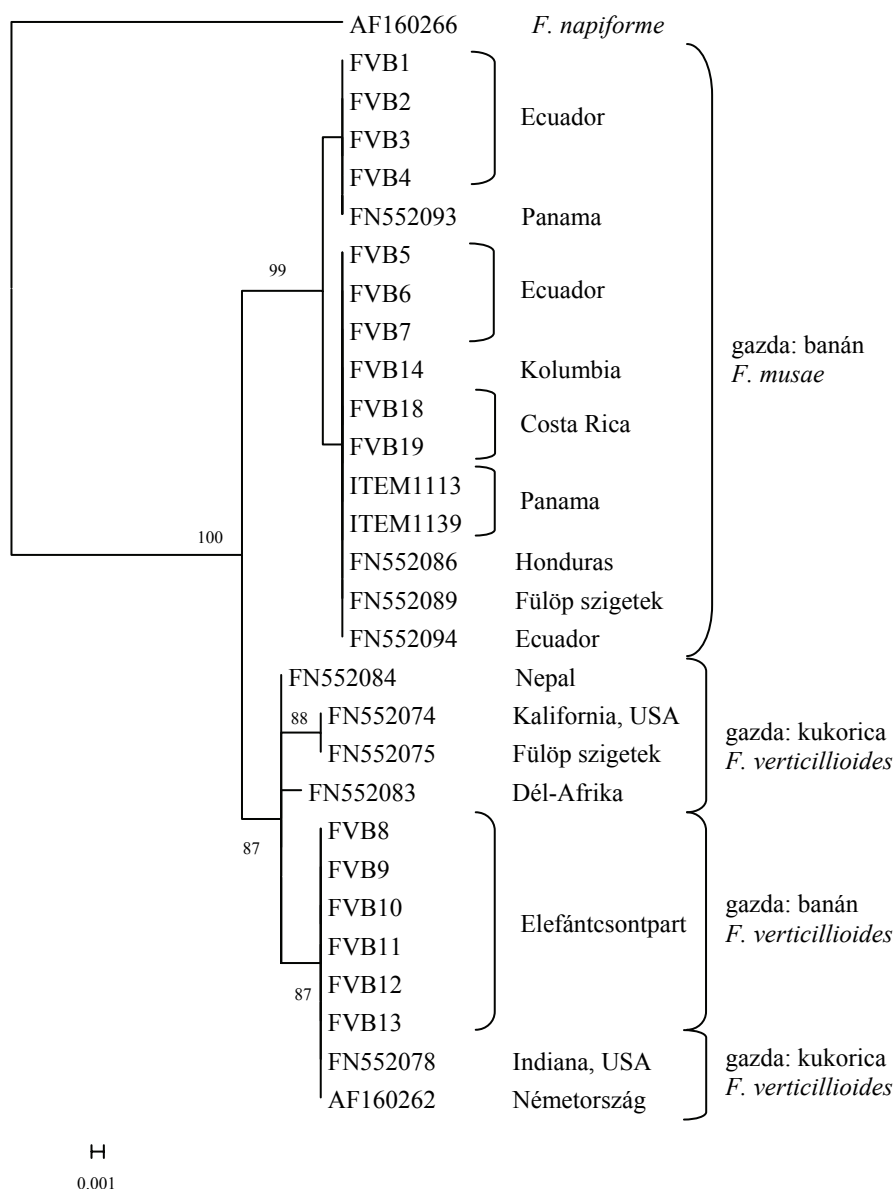 AF160266 F. napiforme
FVB1
FVB2
Ecuador
FVB3
FVB4
FN552093 Panama
FVB5
99
FVB6 Ecuador
FVB7
gazda: banán
F. musae
FVB14 Kolumbia
FVB18
Costa Rica
FVB19
ITEM1113
Panama
ITEM1139
100
FN552086 Honduras
FN552089 Fülöp szigetek
FN552094 Ecuador
FN552084 Nepal
88
FN552074 Kalifornia, USA
gazda: kukorica
F. verticillioides
FN552075 Fülöp szigetek
FN552083 Dél-Afrika
FVB8
87
FVB9
FVB10
gazda: banán
F. verticillioides
Elefántcsontpart
FVB11
FVB12
87
FVB13
FN552078 Indiana, USA
gazda: kukorica
F. verticillioides
AF160262 Németország
0.001